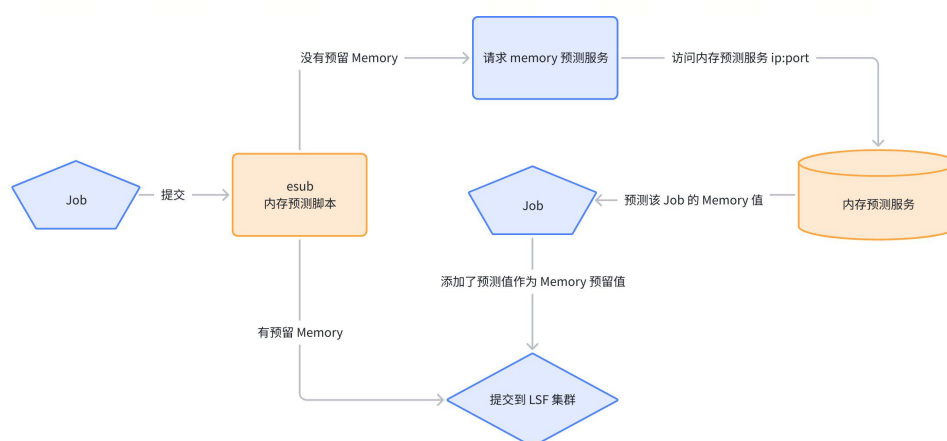 没有预留 Memory
请求 memory 预测服务
访问内存预测服务 ip:port
Job
提交
esub
内存预测脚本
Job
预测该 Job 的 Memory 值
内存预测服务
添加了预测值作为 Memory 预留值
有预留 Memory
提交到 LSF 集群